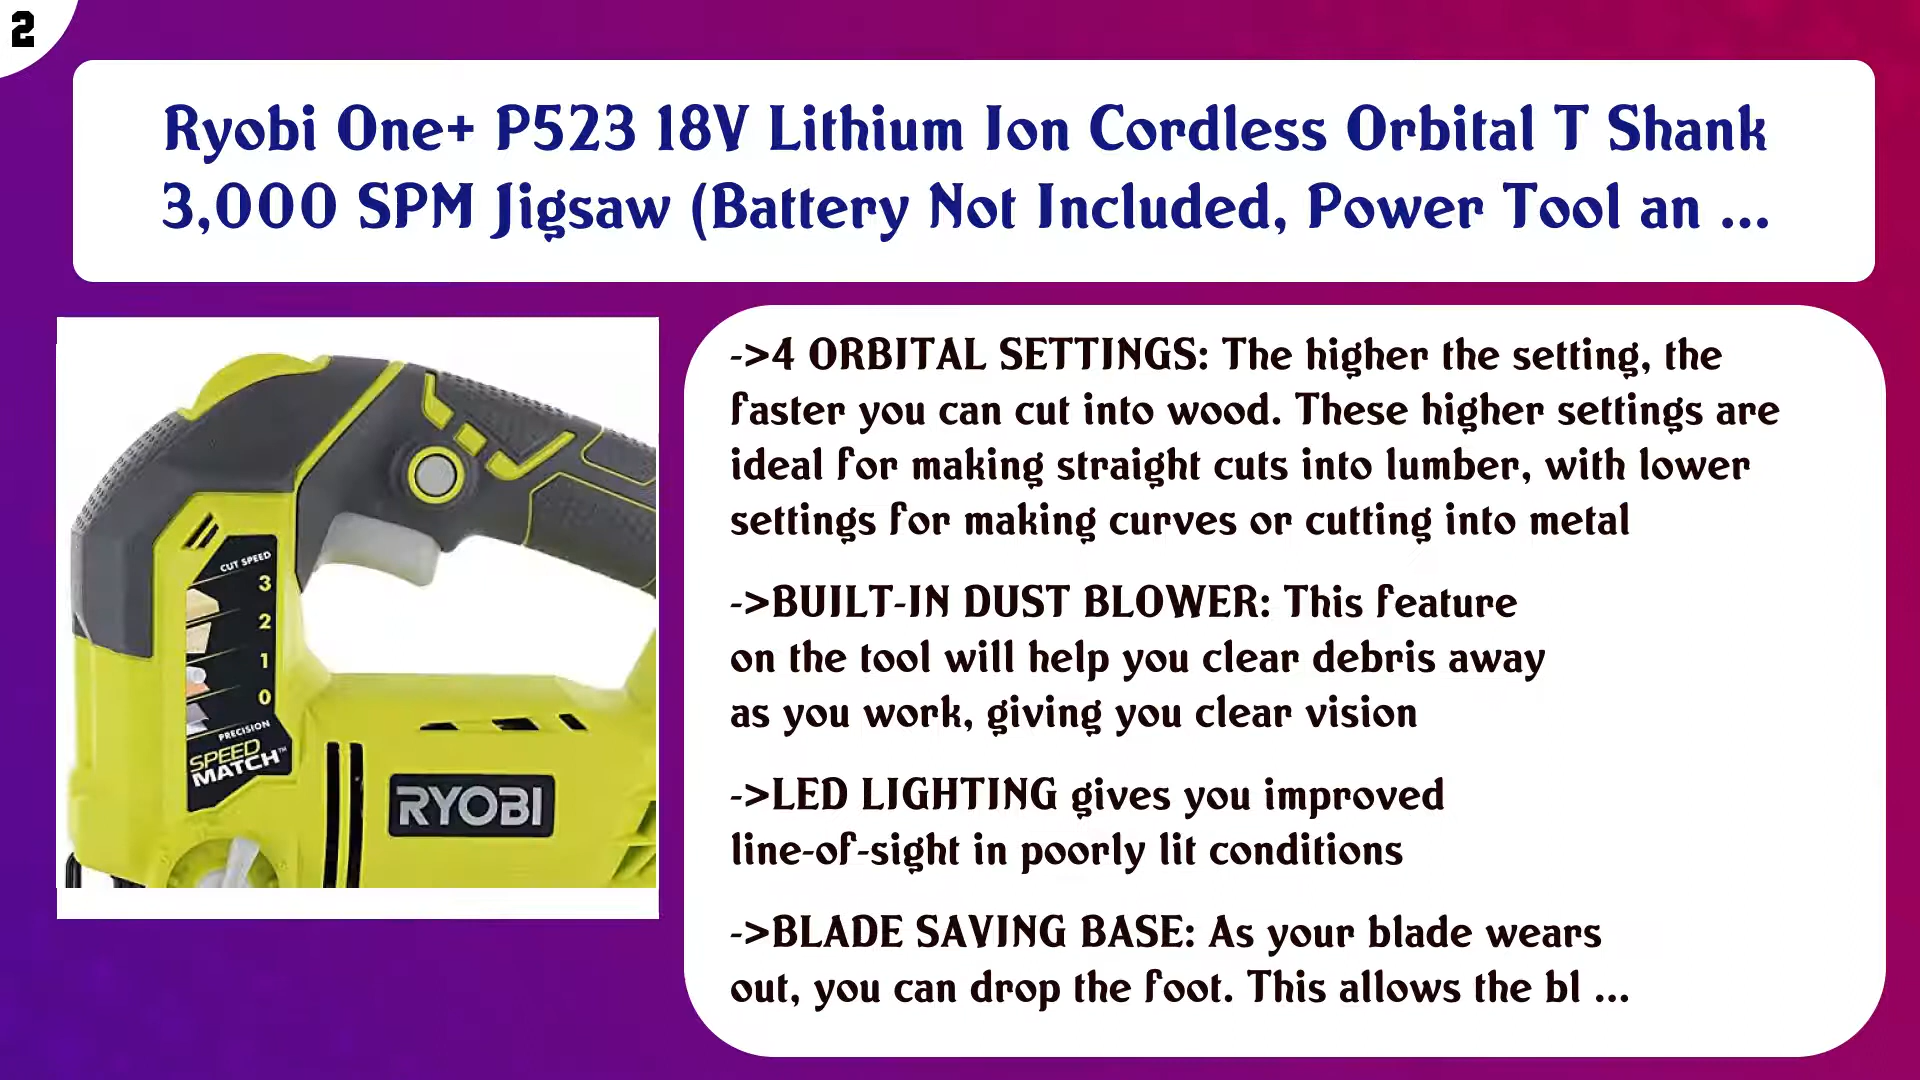 2
Ryobi One+ P523 18V Lithium Ion Cordless Orbital T Shank
3,000 SPM Jigsaw (Battery Not Included, Power Tool an ...
CUT SPEED
3
2
1
0
PRECISION
SPEED
MATCH™
RYOBI
->4 ORBITAL SETTINGS: The higher the setting, the
faster you can cut into wood. These higher settings are
ideal for making straight cuts into lumber, with lower
settings for making curves or cutting into metal
->BUILT-IN DUST BLOWER: This feature
on the tool will help you clear debris away
as you work, giving you clear vision
->LED LIGHTING gives you improved
line-of-sight in poorly lit conditions
->BLADE SAVING BASE: As your blade wears
out, you can drop the foot. This allows the bl ...